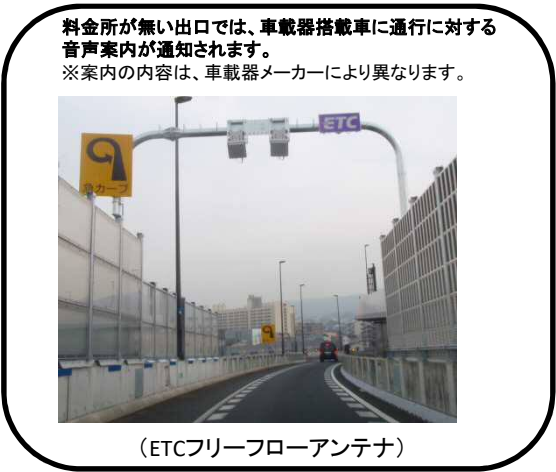 料金所が無い出口では、車載器搭載車に通行に対する
音声案内が通知されます。
※案内の内容は、車載器メーカーにより異なります。
ETC
急カーブ
（ETCフリーフローアンテナ）